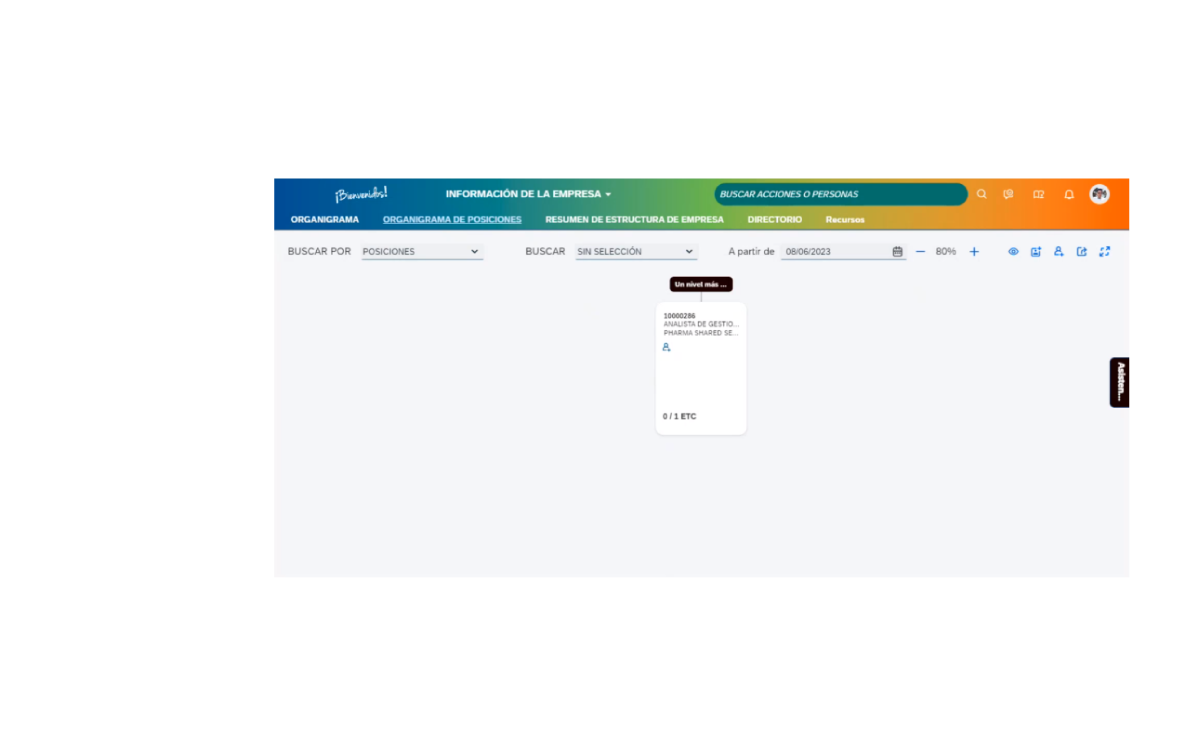 ¡Bienvenid@s!
INFORMACIÓN DE LA EMPRESA
BUSCAR ACCIONES O PERSONAS
ORGANIGRAMA
ORGANIGRAMA DE POSICIONES
RESUMEN DE ESTRUCTURA DE EMPRESA
DIRECTORIO
Recursos
BUSCAR POR
POSICIONES
BUSCAR
SIN SELECCIÓN
A partir de
08/06/2023
80%
Un nivel más ...
10000286
ANALISTA DE GESTIO...
PHARMA SHARED SE...
0 / 1 ETC
Asisten...